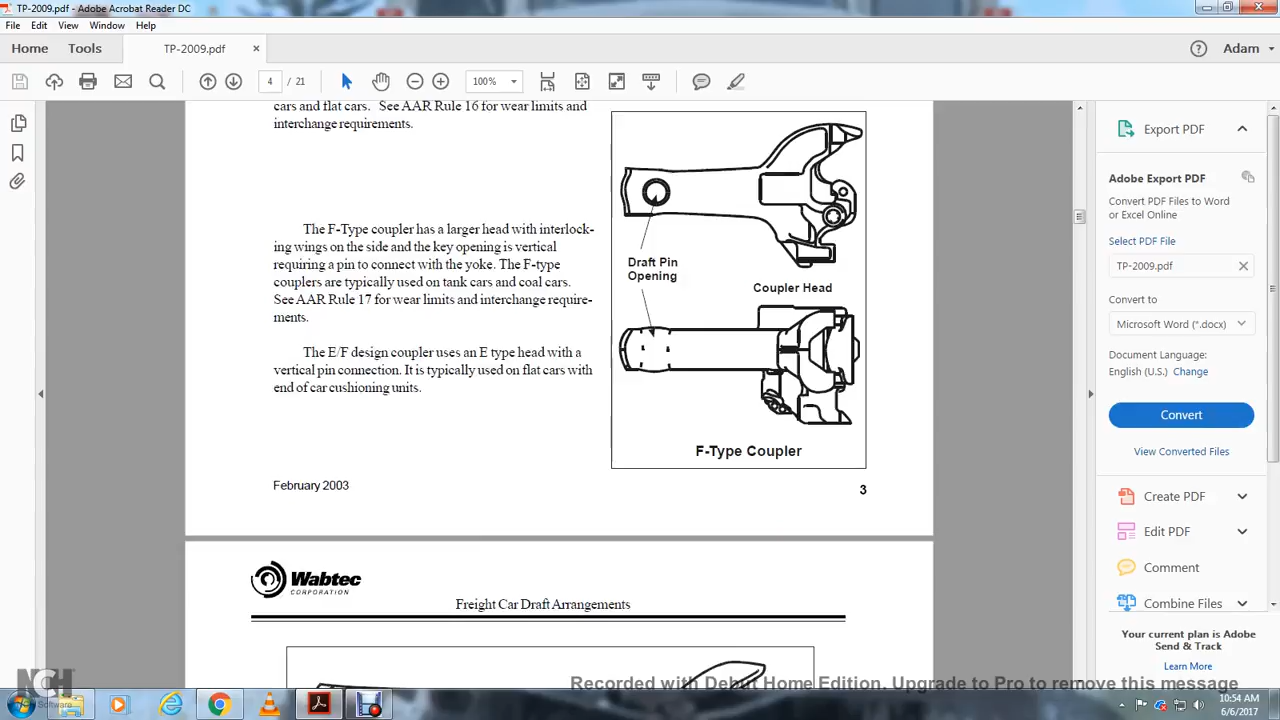 TP-2009.pdf - Adobe Acrobat Reader DC
File Edit View Window Help
Home Tools TP-2009.pdf × Adam
4 / 21 100%
cars and flat cars. See AAR Rule 16 for wear limits and
interchange requirements.
The F-Type coupler has a larger head with interlock-
ing wings on the side and the key opening is vertical
requiring a pin to connect with the yoke. The F-type
couplers are typically used on tank cars and coal cars.
See AAR Rule 17 for wear limits and interchange require-
ments.
The E/F design coupler uses an E type head with a
vertical pin connection. It is typically used on flat cars with
end of car cushioning units.
Draft Pin
Opening
Coupler Head
F-Type Coupler
February 2003
3
Wabtec
CORPORATION
Freight Car Draft Arrangements
Export PDF
Adobe Export PDF
Convert PDF Files to Word
or Excel Online
Select PDF File
TP-2009.pdf
Convert to
Microsoft Word (*.docx)
Document Language:
English (U.S.) Change
Convert
View Converted Files
Create PDF
Edit PDF
Comment
Combine Files
Your current plan is Adobe
Send & Track
Learn More
NCH
Software
Recorded with Debut Home Edition. Upgrade to Pro to remove this message
10:54 AM
6/6/2017